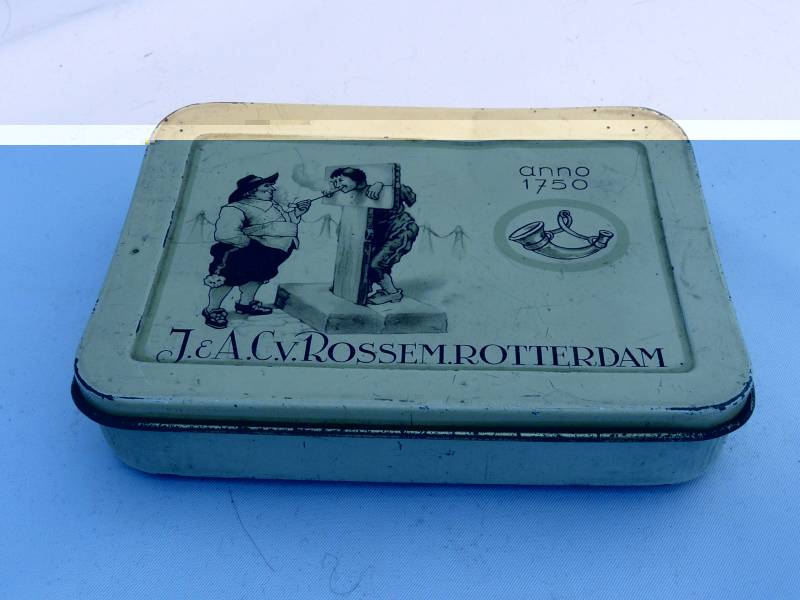 anno
1750
J. & A. C. v. ROSSEM. ROTTERDAM